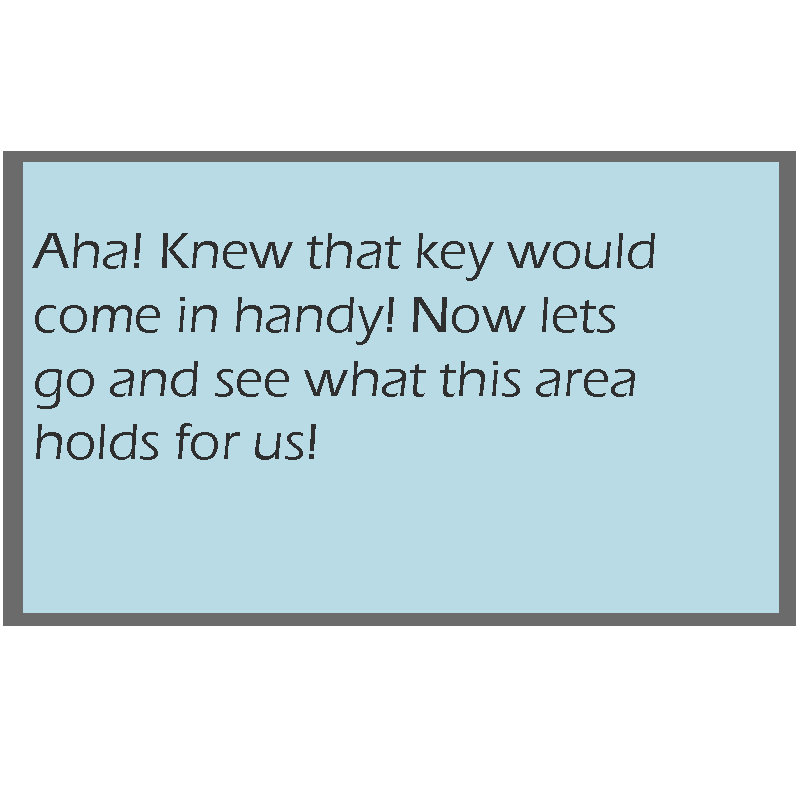 Aha! Knew that key would
come in handy! Now lets
go and see what this area
holds for us!